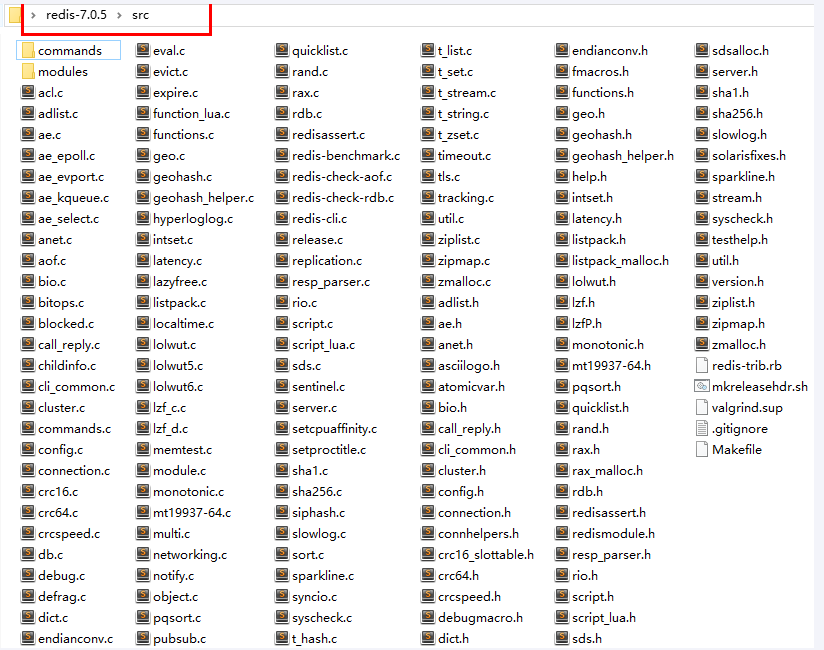 redis-7.0.5 > src
commands
modules
acl.c
adlist.c
ae.c
ae_epoll.c
ae_evport.c
ae_kqueue.c
ae_select.c
anet.c
aof.c
bio.c
bitops.c
blocked.c
call_reply.c
childinfo.c
cli_common.c
cluster.c
commands.c
config.c
connection.c
crc16.c
crc64.c
crcspeed.c
db.c
debug.c
defrag.c
dict.c
endianconv.c
eval.c
evict.c
expire.c
function_lua.c
functions.c
geo.c
geohash.c
geohash_helper.c
hyperloglog.c
intset.c
latency.c
lazyfree.c
listpack.c
localtime.c
lolwut.c
lolwut5.c
lolwut6.c
lzf_c.c
lzf_d.c
memtest.c
module.c
monotonic.c
mt19937-64.c
multi.c
networking.c
notify.c
object.c
pqsort.c
pubsub.c
quicklist.c
rand.c
rax.c
rdb.c
redisassert.c
redis-benchmark.c
redis-check-aof.c
redis-check-rdb.c
redis-cli.c
release.c
replication.c
resp_parser.c
rio.c
script.c
script_lua.c
sds.c
sentinel.c
server.c
setcpuaffinity.c
setproctitle.c
sha1.c
sha256.c
siphash.c
slowlog.c
sort.c
sparkline.c
syncio.c
syscheck.c
t_hash.c
t_list.c
t_set.c
t_stream.c
t_string.c
t_zset.c
timeout.c
tls.c
tracking.c
util.c
ziplist.c
zipmap.c
zmalloc.c
adlist.h
ae.h
anet.h
asciilogo.h
atomicvar.h
bio.h
call_reply.h
cli_common.h
cluster.h
config.h
connection.h
connhelpers.h
crc16_slottable.h
crc64.h
crcspeed.h
debugmacro.h
dict.h
endianconv.h
fmacros.h
functions.h
geo.h
geohash.h
geohash_helper.h
help.h
intset.h
latency.h
listpack.h
listpack_malloc.h
lolwut.h
lzf.h
lzfP.h
monotonic.h
mt19937-64.h
pqsort.h
quicklist.h
rand.h
rax.h
rax_malloc.h
rdb.h
redisassert.h
redismodule.h
resp_parser.h
rio.h
script.h
script_lua.h
sds.h
sdsalloc.h
server.h
sha1.h
sha256.h
slowlog.h
solarisfixes.h
sparkline.h
stream.h
syscheck.h
testhelp.h
util.h
version.h
ziplist.h
zipmap.h
zmalloc.h
redis-trib.rb
mkreleasehdr.sh
valgrind.sup
.gitignore
Makefile